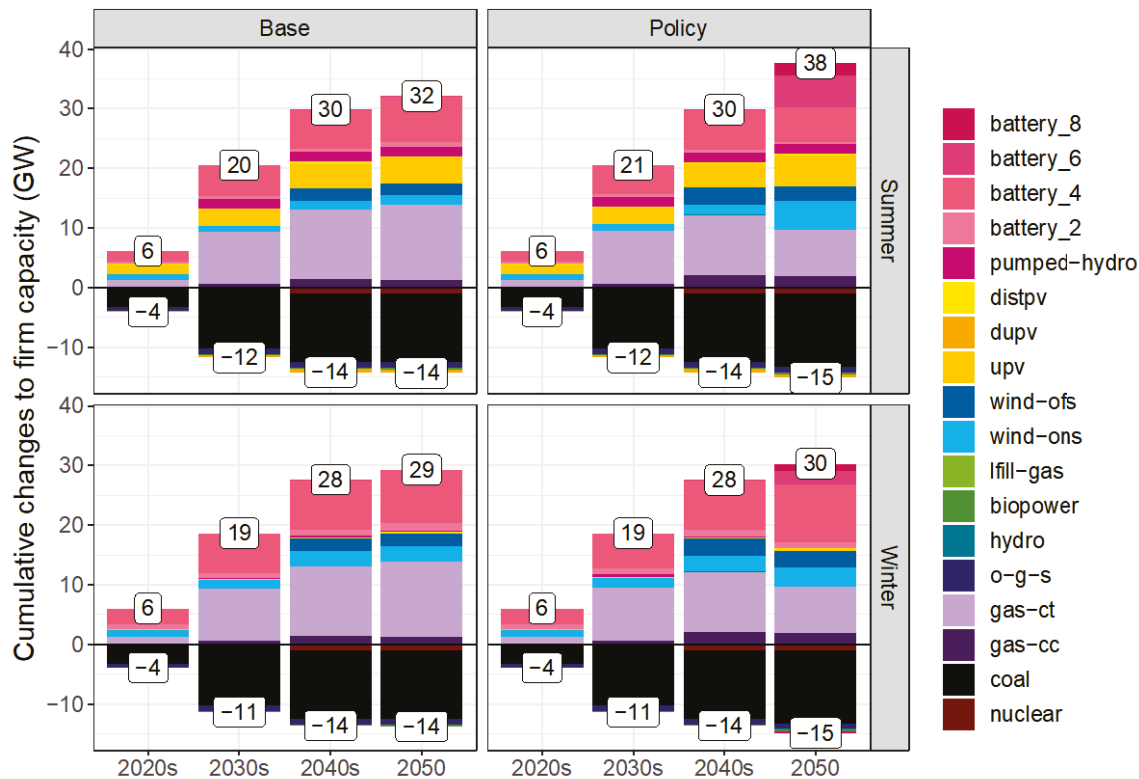 Base
Policy
Cumulative changes to firm capacity (GW)
40
30
20
10
0
−10
6
−4
20
−12
30
−14
32
−14
6
−4
21
−12
30
−14
38
−15
Summer
40
30
20
10
0
−10
6
−4
19
−11
28
−14
29
−14
6
−4
19
−11
28
−14
30
−15
Winter
2020s
2030s
2040s
2050
2020s
2030s
2040s
2050
battery_8
battery_6
battery_4
battery_2
pumped−hydro
distpv
dupv
upv
wind−ofs
wind−ons
lfill−gas
biopower
hydro
o−g−s
gas−ct
gas−cc
coal
nuclear